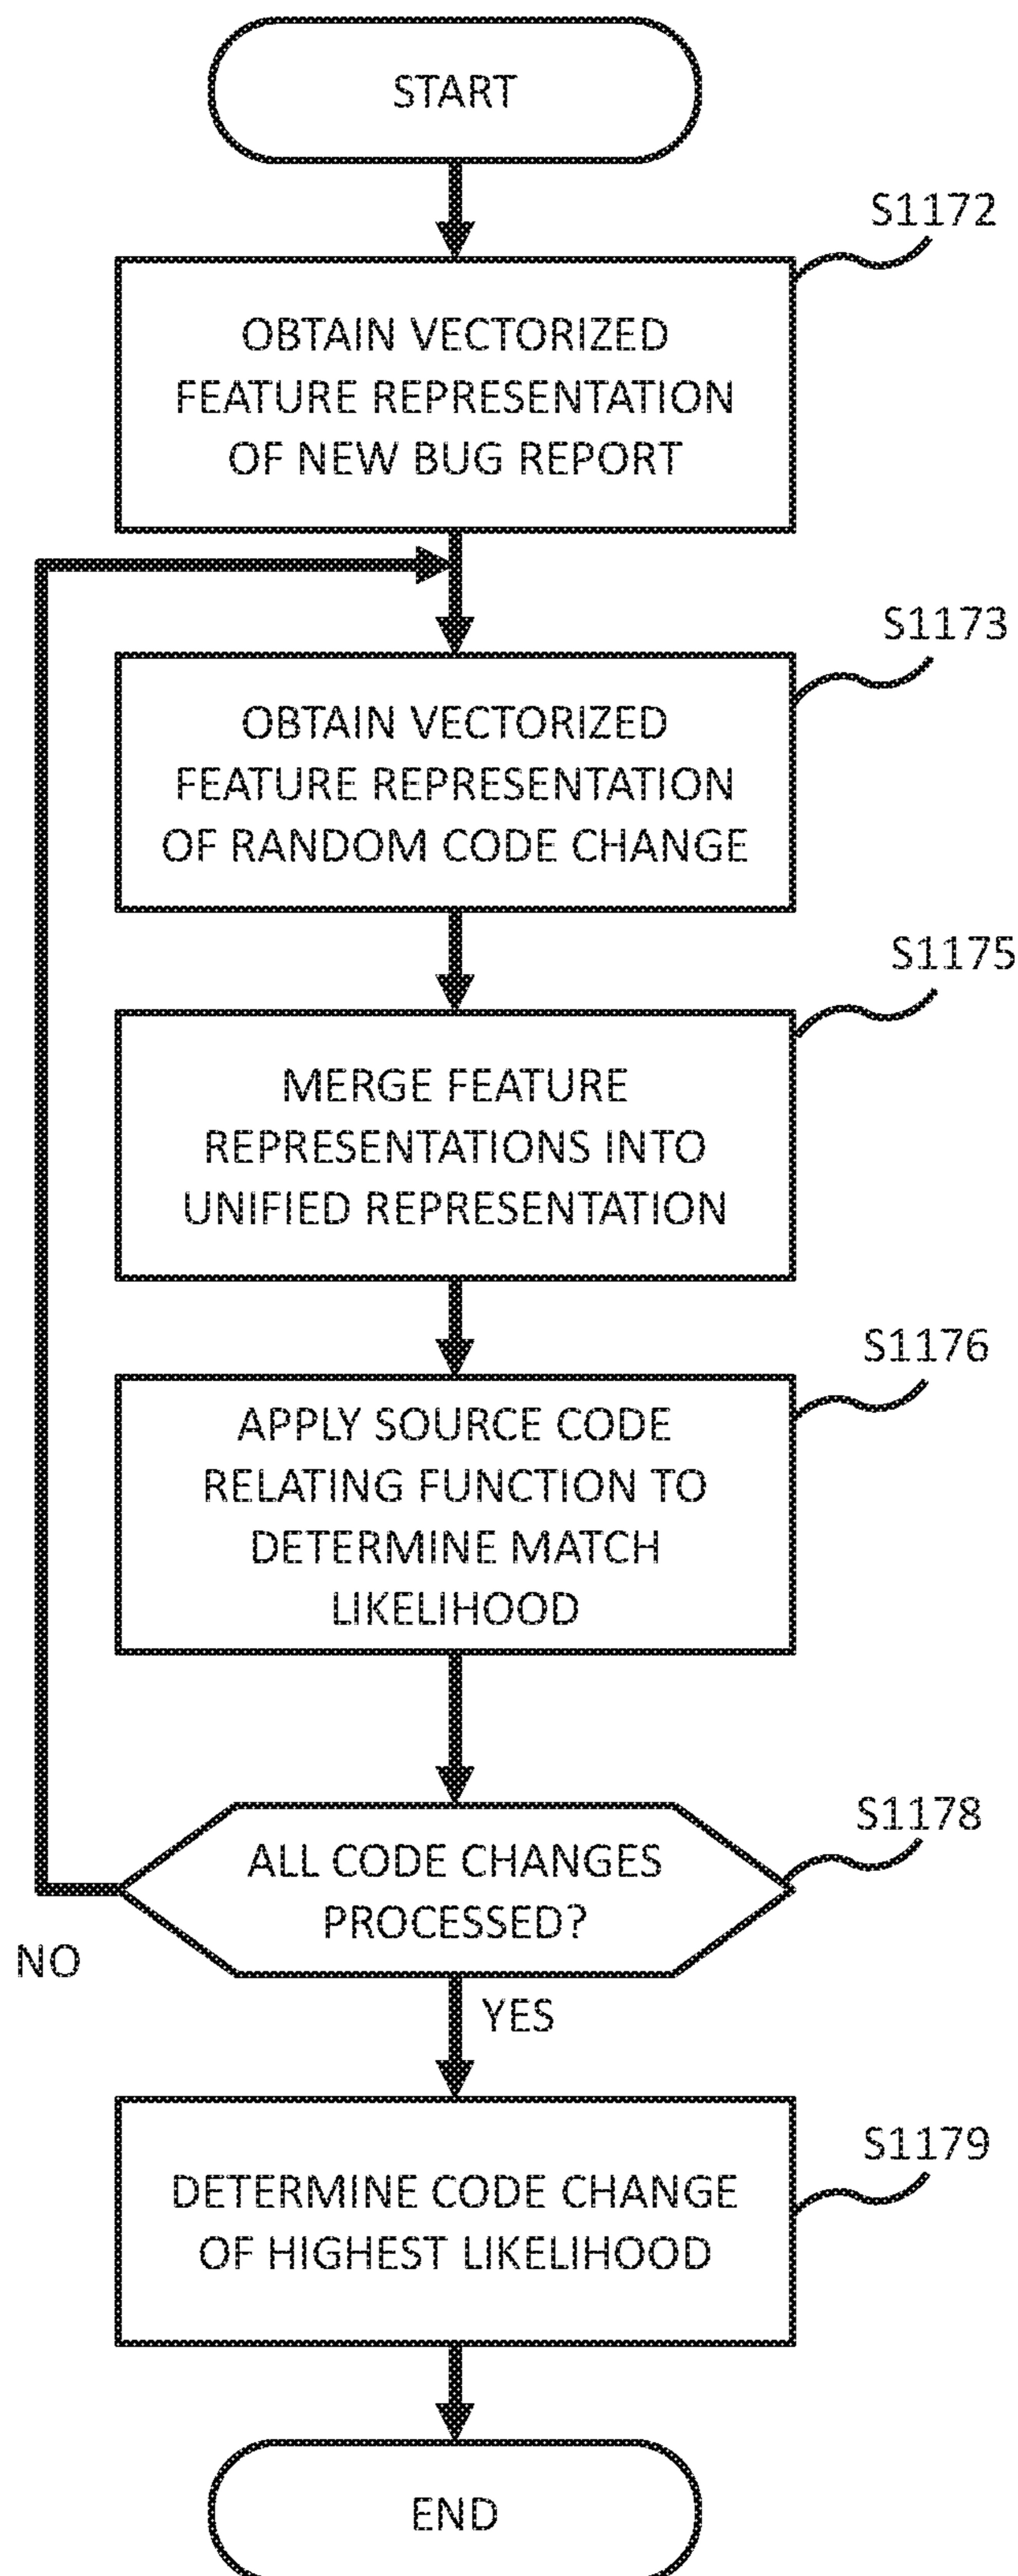 START
S1172
OBTAIN VECTORIZED
FEATURE REPRESENTATION
OF NEW BUG REPORT
S1173
OBTAIN VECTORIZED
FEATURE REPRESENTATION
OF RANDOM CODE CHANGE
S1175
MERGE FEATURE
REPRESENTATIONS INTO
UNIFIED REPRESENTATION
S1176
APPLY SOURCE CODE
RELATING FUNCTION TO
DETERMINE MATCH
LIKELIHOOD
S1178
ALL CODE CHANGES
PROCESSED?
NO
YES
S1179
DETERMINE CODE CHANGE
OF HIGHEST LIKELIHOOD
END